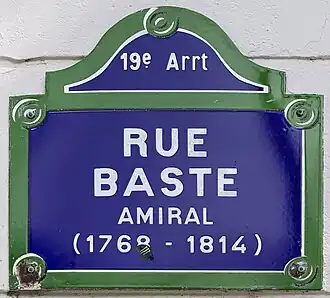 19e Arrt
RUE
BASTE
AMIRAL
(1768 - 1814)